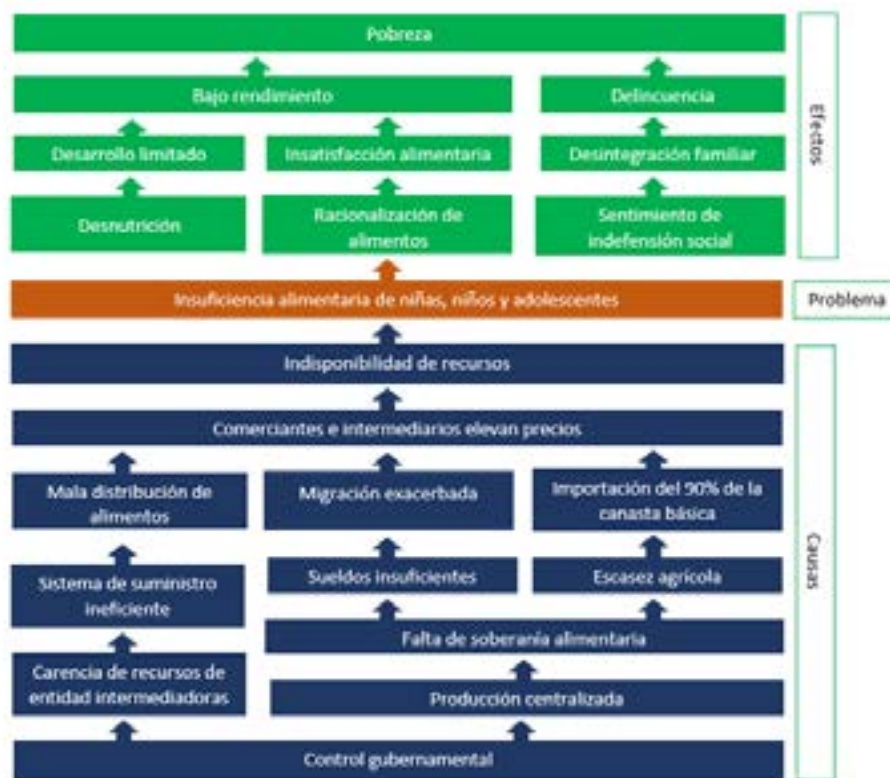 Pobreza
Bajo rendimiento
Delincuencia
Desarrollo limitado
Insatisfacción alimentaria
Desintegración familiar
Desnutrición
Racionalización de
alimentos
Sentimiento de
indefensión social
Efectos
Insuficiencia alimentaria de niñas, niños y adolescentes
Problema
Indisponibilidad de recursos
Comerciantes e intermediarios elevan precios
Mala distribución de
alimentos
Migración exacerbada
Importación del 90% de la
canasta básica
Sistema de suministro
ineficiente
Sueldos insuficientes
Escasez agrícola
Falta de soberanía alimentaria
Carencia de recursos de
entidad intermediadoras
Producción centralizada
Control gubernamental
Causas